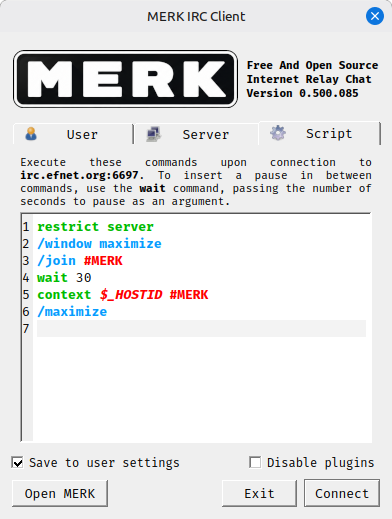 MERK IRC Client
MERK
Free And Open Source
Internet Relay Chat
Version 0.500.085
User
Server
Script
Execute these commands upon connection to
irc.efnet.org:6697. To insert a pause in between
commands, use the wait command, passing the number of
seconds to pause as an argument.
1 restrict server
2 /window maximize
3 /join #MERK
4 wait 30
5 context $_HOSTID #MERK
6 /maximize
7
Save to user settings
Disable plugins
Open MERK
Exit
Connect